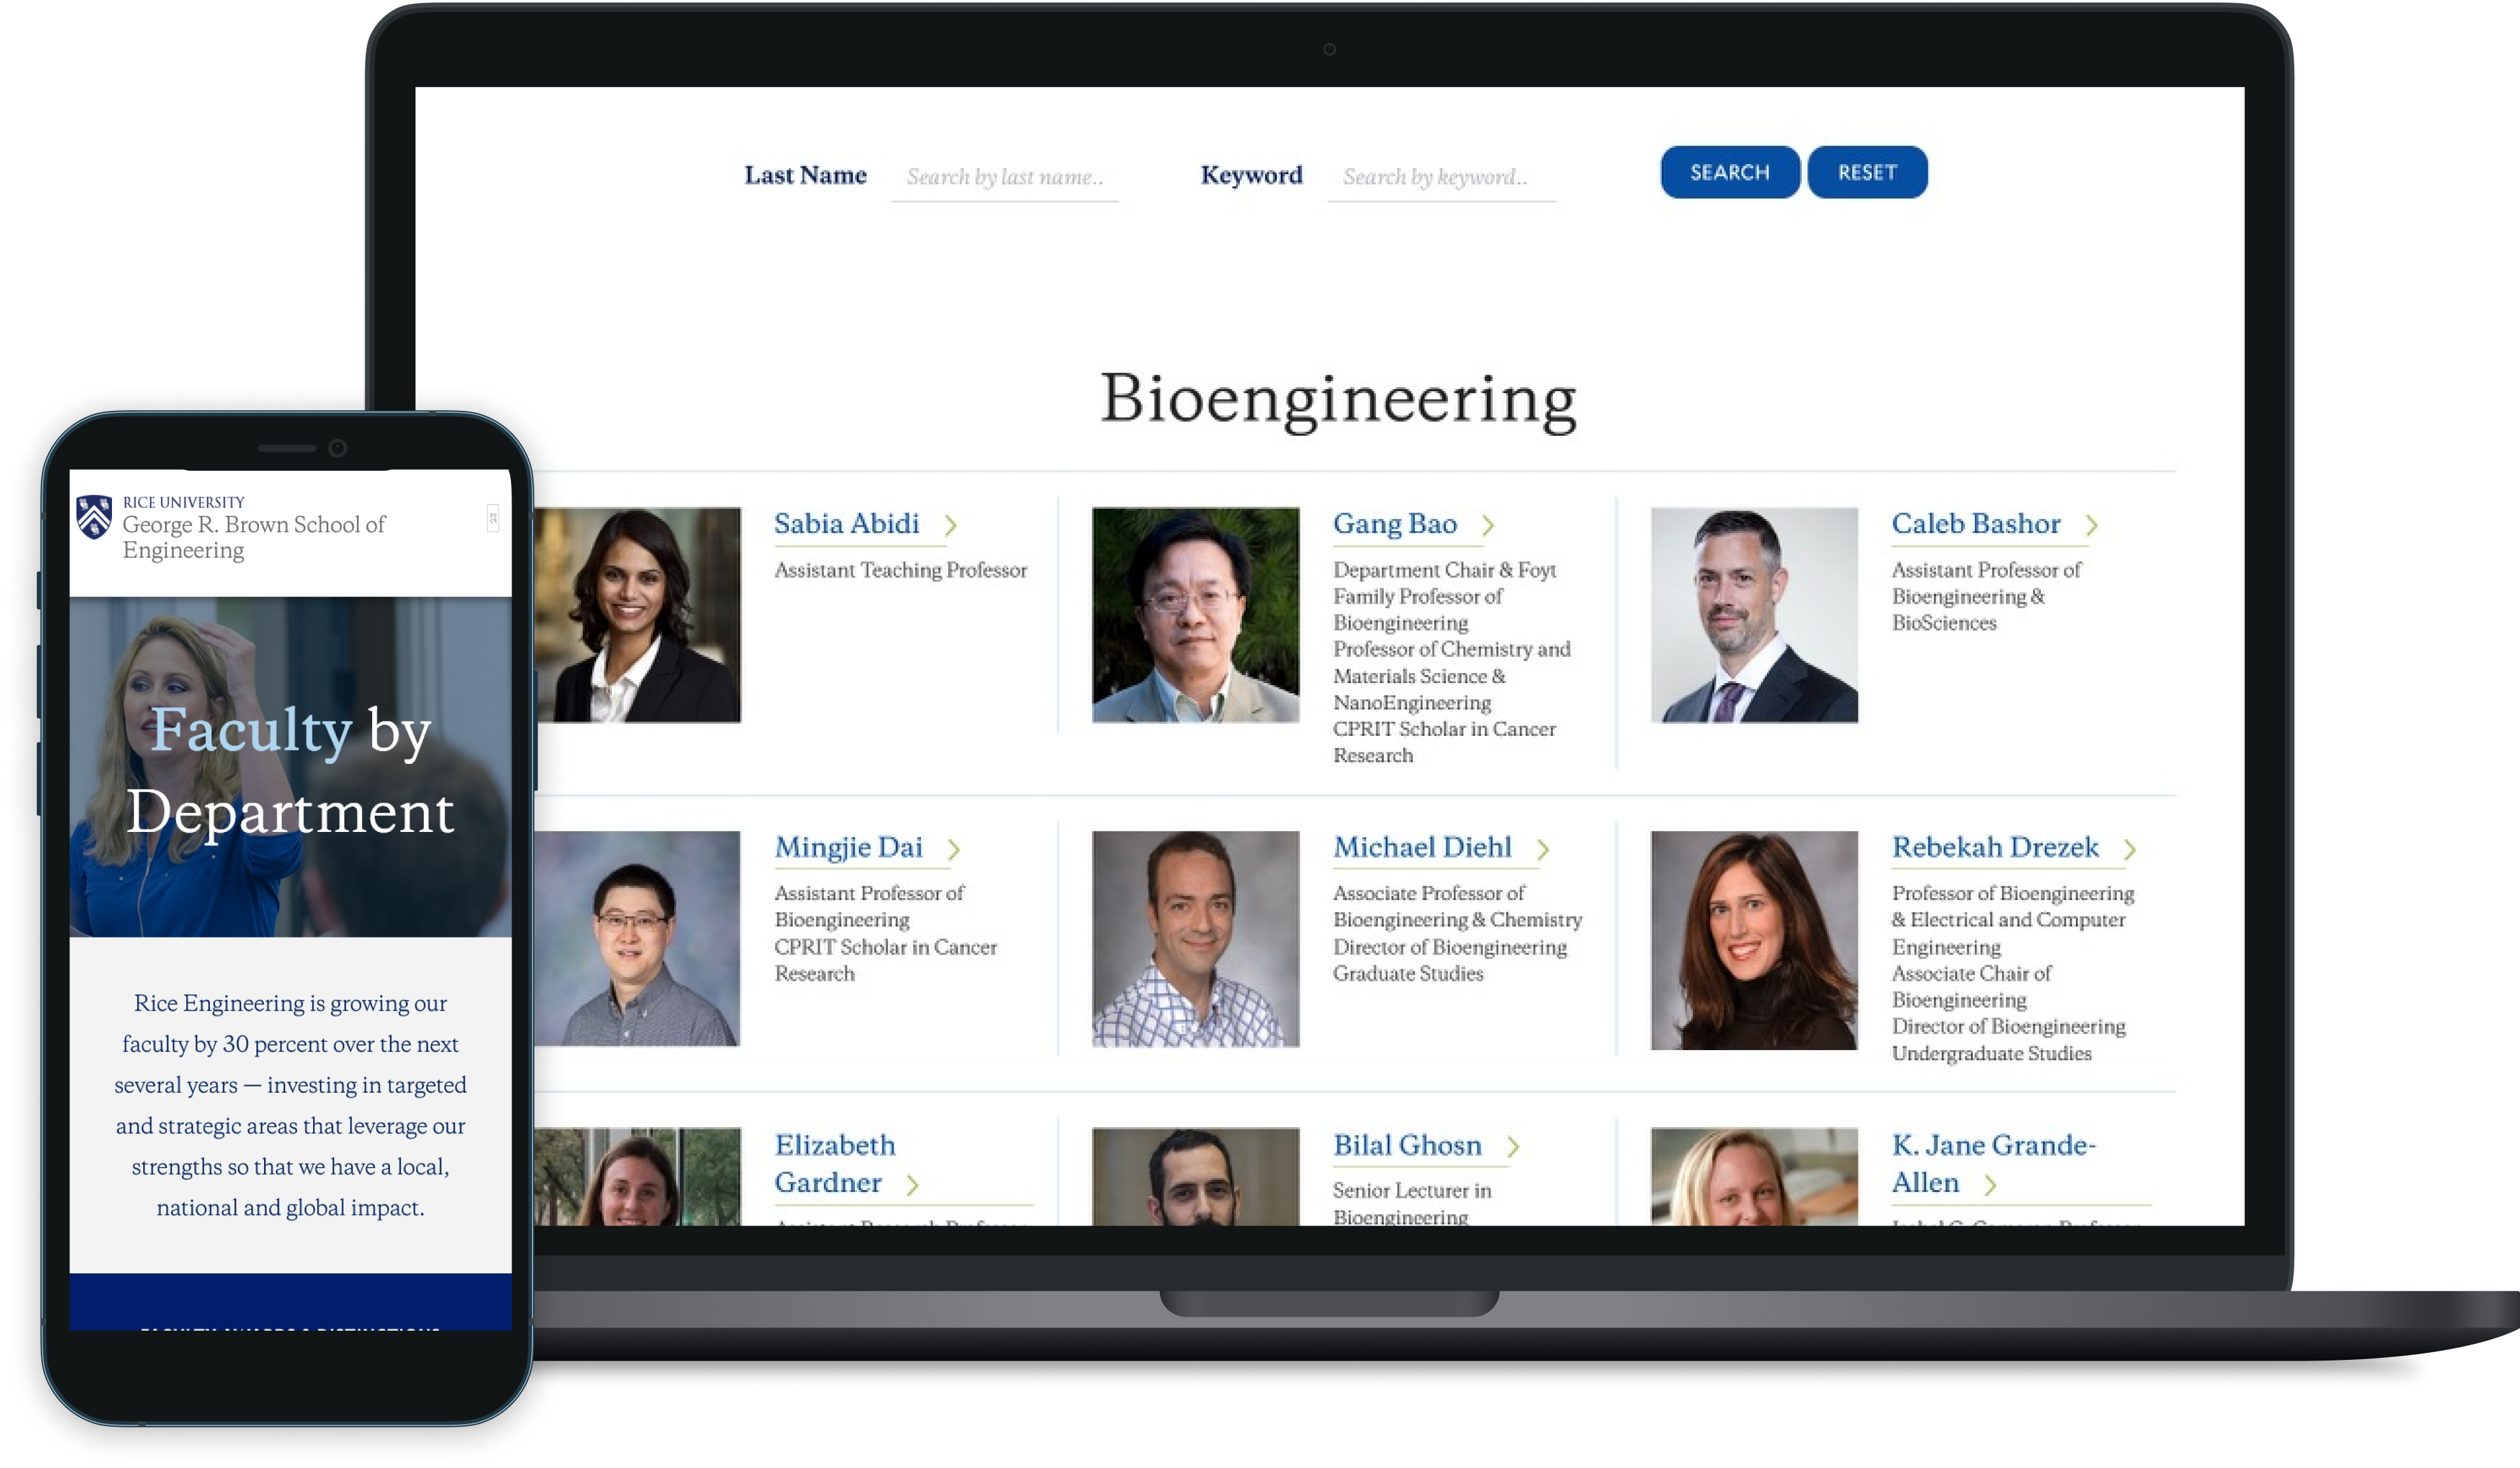 Last Name
Search by last name..
Keyword
Search by keyword..
SEARCH
RESET
Bioengineering
Sabia Abidi
Assistant Teaching Professor
Gang Bao
Department Chair & Foyt
Family Professor of
Bioengineering
Professor of Chemistry and
Materials Science &
NanoEngineering
CPRIT Scholar in Cancer
Research
Caleb Bashor
Assistant Professor of
Bioengineering &
BioSciences
Mingjie Dai
Assistant Professor of
Bioengineering
CPRIT Scholar in Cancer
Research
Michael Diehl
Associate Professor of
Bioengineering & Chemistry
Director of Bioengineering
Graduate Studies
Rebekah Drezek
Professor of Bioengineering
& Electrical and Computer
Engineering
Associate Chair of
Bioengineering
Director of Bioengineering
Undergraduate Studies
Elizabeth
Gardner
Bilal Ghosn
Senior Lecturer in
Bioengineering
K. Jane Grande-
Allen
RICE UNIVERSITY
George R. Brown School of
Engineering
Faculty by
Department
Rice Engineering is growing our
faculty by 30 percent over the next
several years — investing in targeted
and strategic areas that leverage our
strengths so that we have a local,
national and global impact.